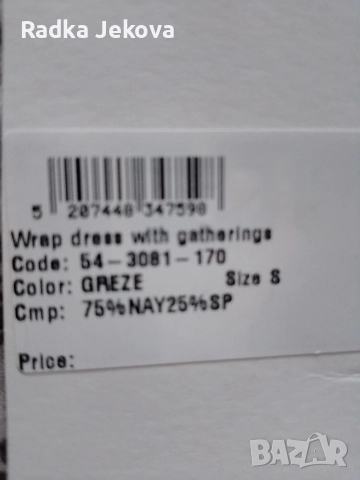 Radka Jekova
5 207448 347598
Wrap dress with gatherings
Code: 54-3081-170
Color: GREZE Size S
Cmp: 75%NAY25%SP
Price:
BAZAR